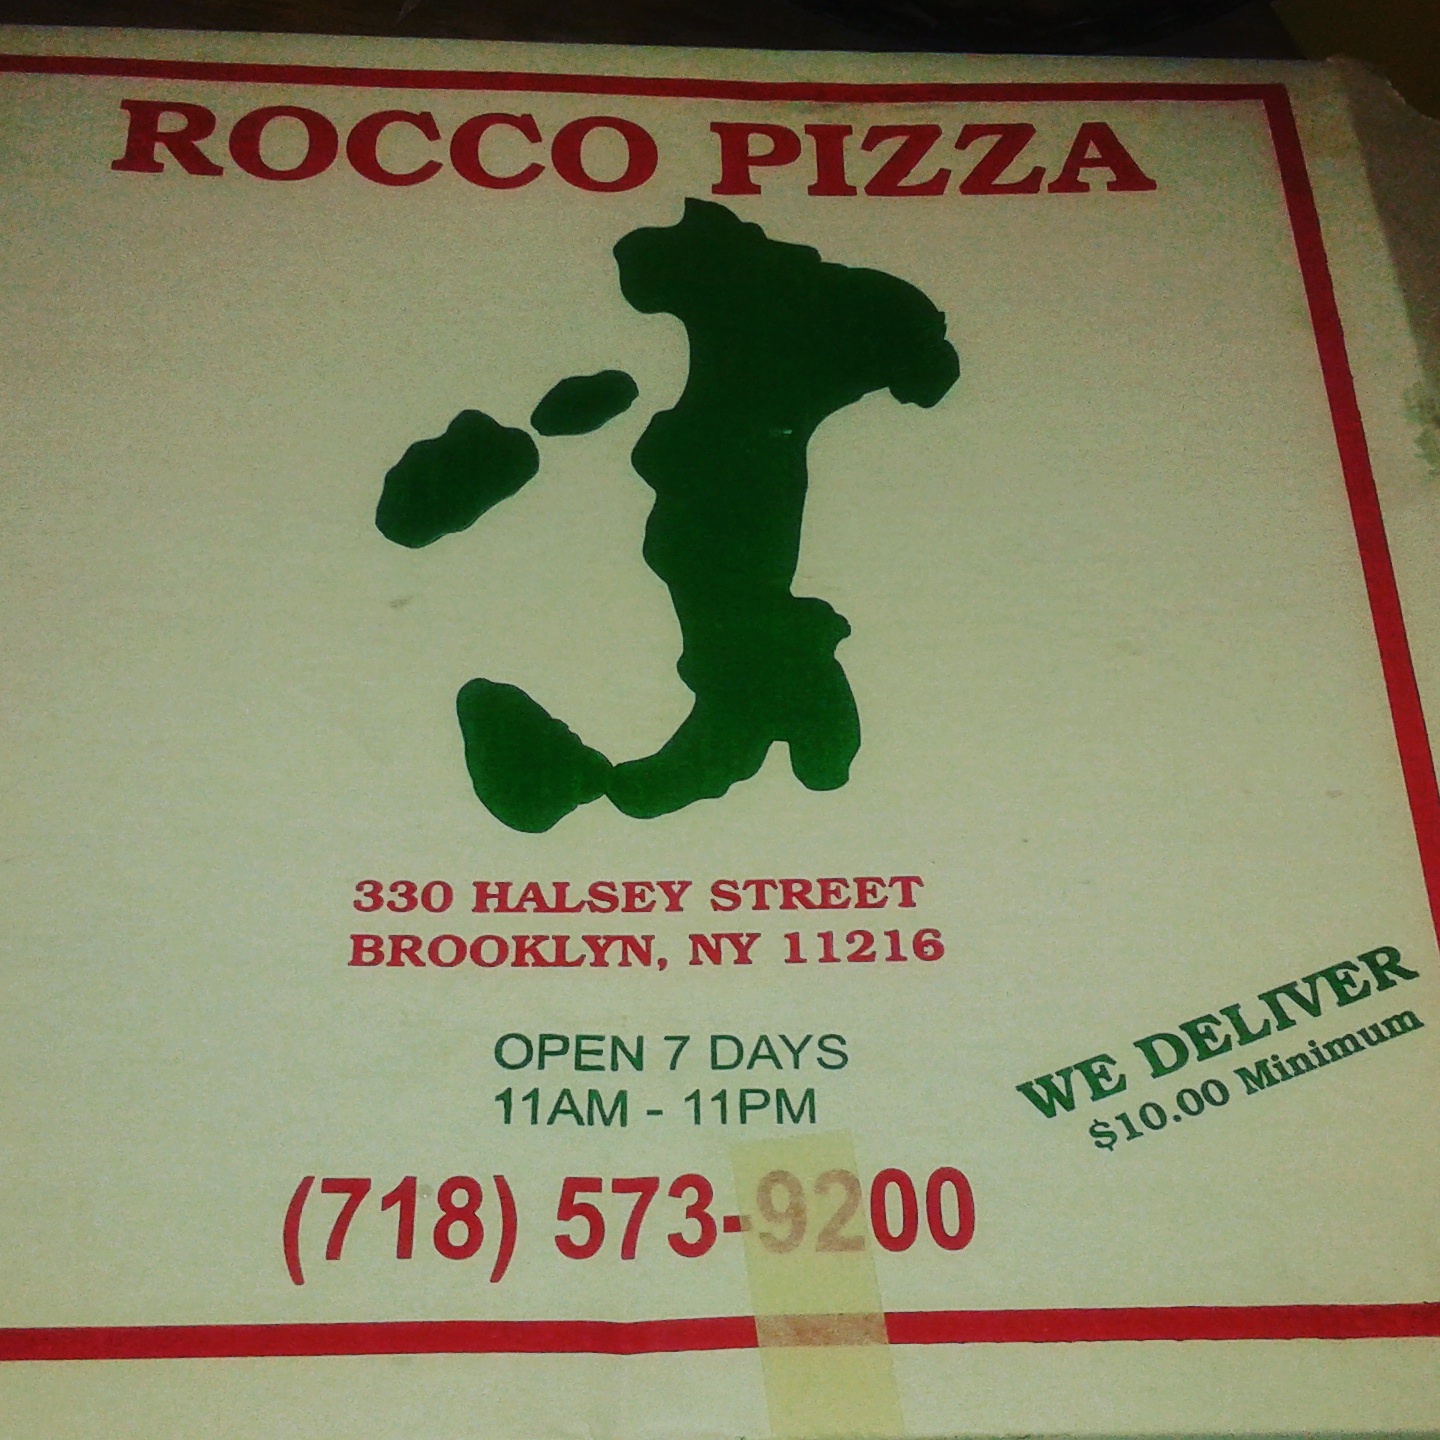 ROCCO PIZZA
330 HALSEY STREET
BROOKLYN, NY 11216
OPEN 7 DAYS
11AM - 11PM
WE DELIVER
$10.00 Minimum
(718) 573-9200